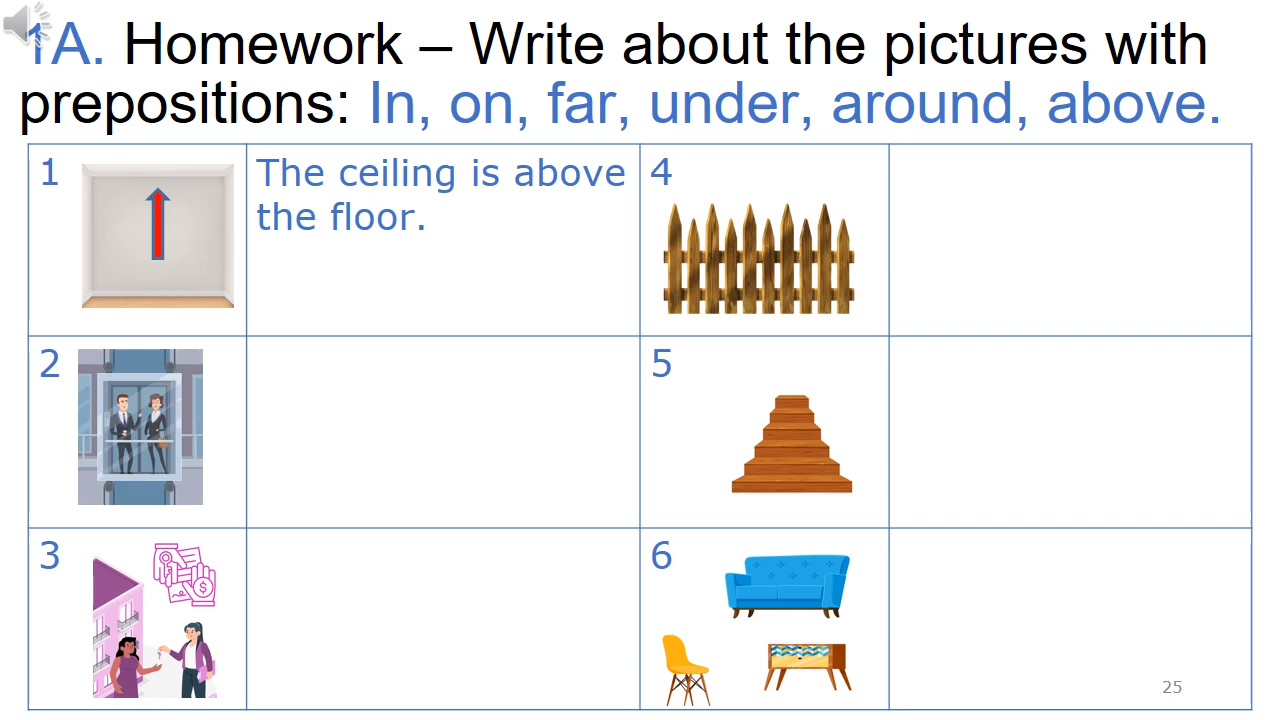 1A. Homework – Write about the pictures with
prepositions: In, on, far, under, around, above.
1
The ceiling is above
the floor.
4
2
5
3
6
25